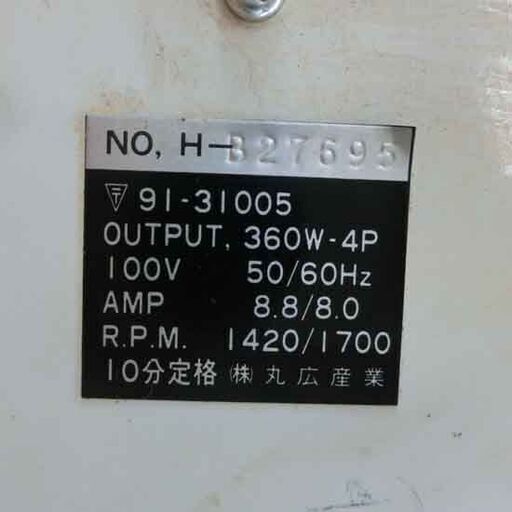 NO, H-B27695
〒 91-31005
OUTPUT, 360W-4P
100V 50/60Hz
AMP 8.8/8.0
R.P.M. 1420/1700
10分定格 ㈱ 丸広産業